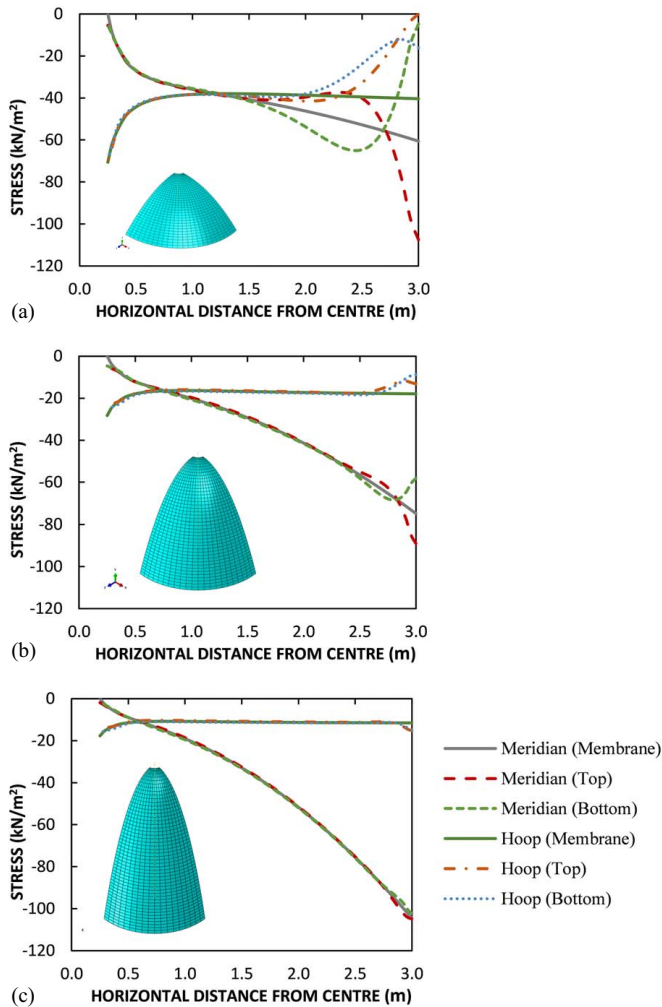 0
-20
-40
-60
-80
-100
-120
STRESS (kN/m²)
0.0 0.5 1.0 1.5 2.0 2.5 3.0
(a) HORIZONTAL DISTANCE FROM CENTRE (m)
0
-20
-40
-60
-80
-100
-120
STRESS (kN/m²)
0.0 0.5 1.0 1.5 2.0 2.5 3.0
(b) HORIZONTAL DISTANCE FROM CENTRE (m)
0
-20
-40
-60
-80
-100
-120
STRESS (kN/m²)
0.0 0.5 1.0 1.5 2.0 2.5 3.0
(c) HORIZONTAL DISTANCE FROM CENTRE (m)
Meridian (Membrane)
Meridian (Top)
Meridian (Bottom)
Hoop (Membrane)
Hoop (Top)
Hoop (Bottom)